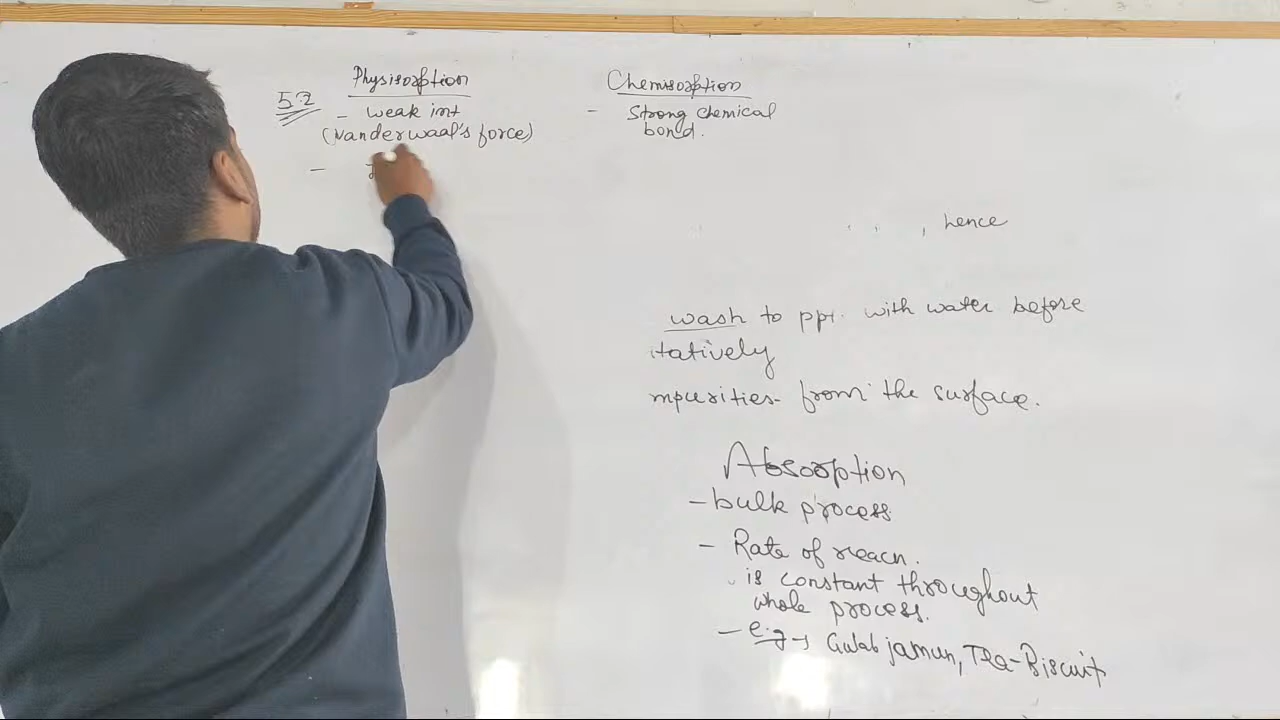 Physisorption
5.2
- weak int
(Vanderwaal's force)
-
Chemisorption
- Strong chemical
bond.
, hence
wash to ppt. with water before
itatively
mpurities from the surface.
Absorption
- bulk process
- Rate of reacn.
is constant throughout
whole process.
- e.g → Gulab jamun, Tea-Biscuit